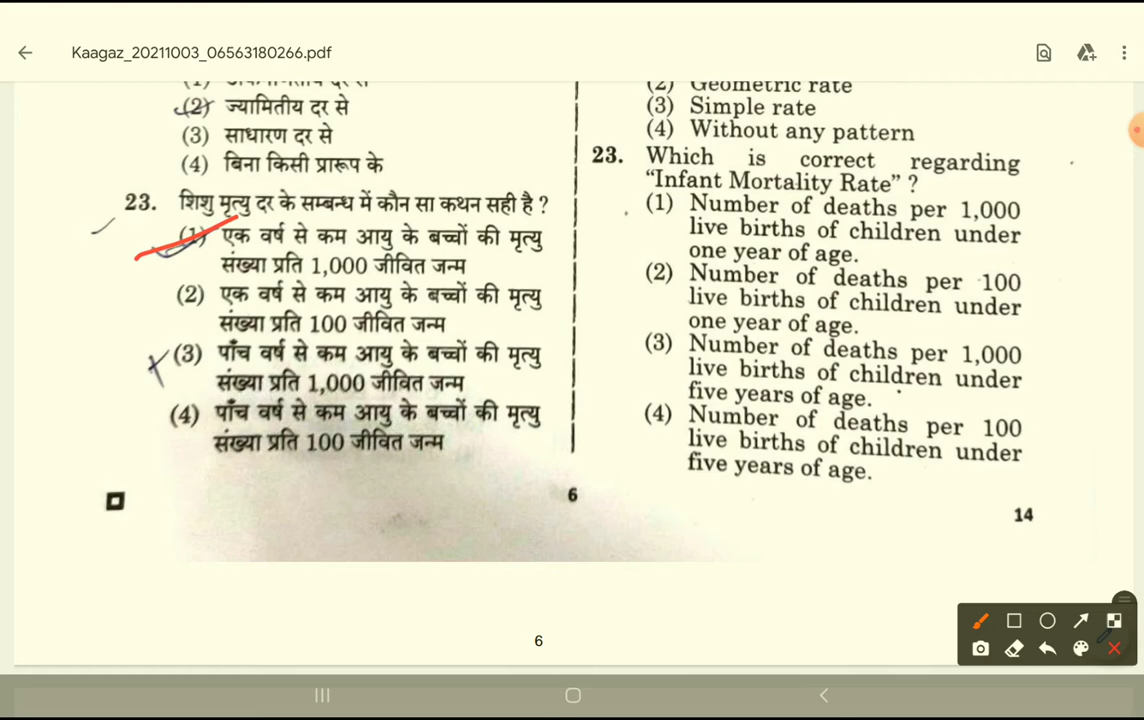 Kaagaz_20211003_06563180266.pdf
(2) ज्यामितीय दर से
(3) साधारण दर से
(4) बिना किसी प्रारूप के
23. शिशु मृत्यु दर के सम्बन्ध में कौन सा कथन सही है ?
(1) एक वर्ष से कम आयु के बच्चों की मृत्यु
संख्या प्रति 1,000 जीवित जन्म
(2) एक वर्ष से कम आयु के बच्चों की मृत्यु
संख्या प्रति 100 जीवित जन्म
(3) पाँच वर्ष से कम आयु के बच्चों की मृत्यु
संख्या प्रति 1,000 जीवित जन्म
(4) पाँच वर्ष से कम आयु के बच्चों की मृत्यु
संख्या प्रति 100 जीवित जन्म
(2) Geometric rate
(3) Simple rate
(4) Without any pattern
23. Which is correct regarding
“Infant Mortality Rate” ?
(1) Number of deaths per 1,000
live births of children under
one year of age.
(2) Number of deaths per 100
live births of children under
one year of age.
(3) Number of deaths per 1,000
live births of children under
five years of age.
(4) Number of deaths per 100
live births of children under
five years of age.
6
14
6